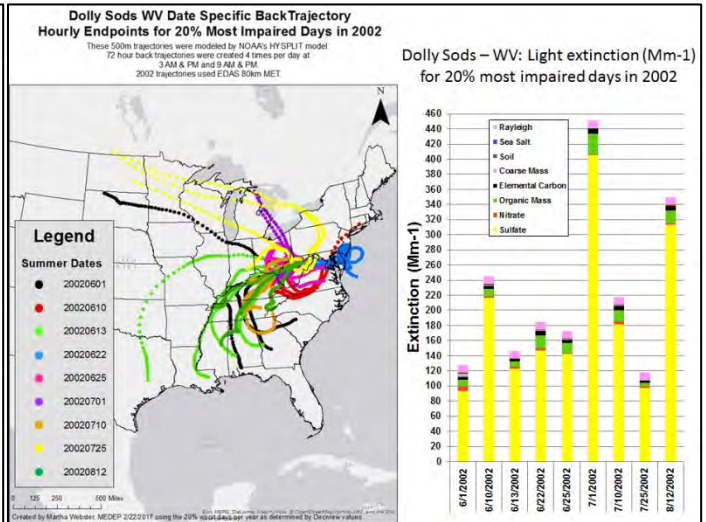 Dolly Sods WV Date Specific BackTrajectory
Hourly Endpoints for 20% Most Impaired Days in 2002
These 500m trajectories were modeled by NOAA's HYSPLIT model
72 hour back trajectories were created 4 times per day at
3 AM & PM and 9 AM & PM.
2002 trajectories used EDAS 80km MET.
N
Legend
Summer Dates
20020601
20020610
20020613
20020622
20020625
20020701
20020710
20020725
20020812
0 125 250 500 Miles
Created by Martha Webster, MEDEP 2/22/2017 using the 20% worst days per year as determined by Deciview values
Dolly Sods – WV: Light extinction (Mm-1)
for 20% most impaired days in 2002
Extinction (Mm-1)
460
440
420
400
380
360
340
320
300
280
260
240
220
200
180
160
140
120
100
80
60
40
20
0
Rayleigh
Sea Salt
Soil
Coarse Mass
Elemental Carbon
Organic Mass
Nitrate
Sulfate
6/1/2002
6/10/2002
6/13/2002
6/22/2002
6/25/2002
7/12/2002
7/10/2002
7/25/2002
8/12/2002